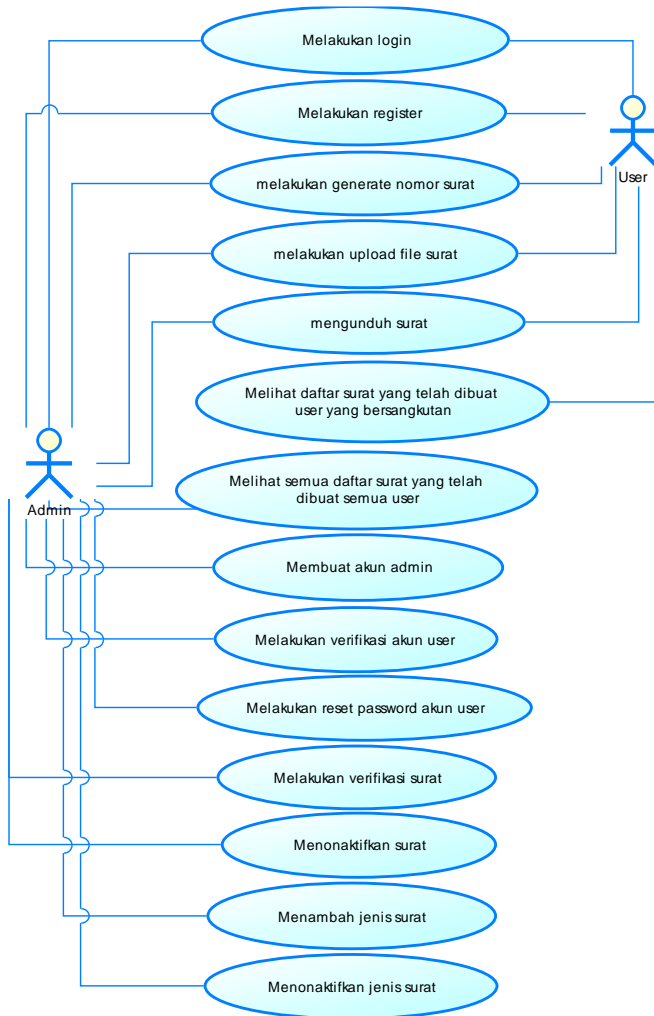 Melakukan login
Melakukan register
User
melakukan generate nomor surat
melakukan upload file surat
mengunduh surat
Melihat daftar surat yang telah dibuat
user yang bersangkutan
Admin
Melihat semua daftar surat yang telah
dibuat semua user
Membuat akun admin
Melakukan verifikasi akun user
Melakukan reset password akun user
Melakukan verifikasi surat
Menonaktifkan surat
Menambah jenis surat
Menonaktifkan jenis surat